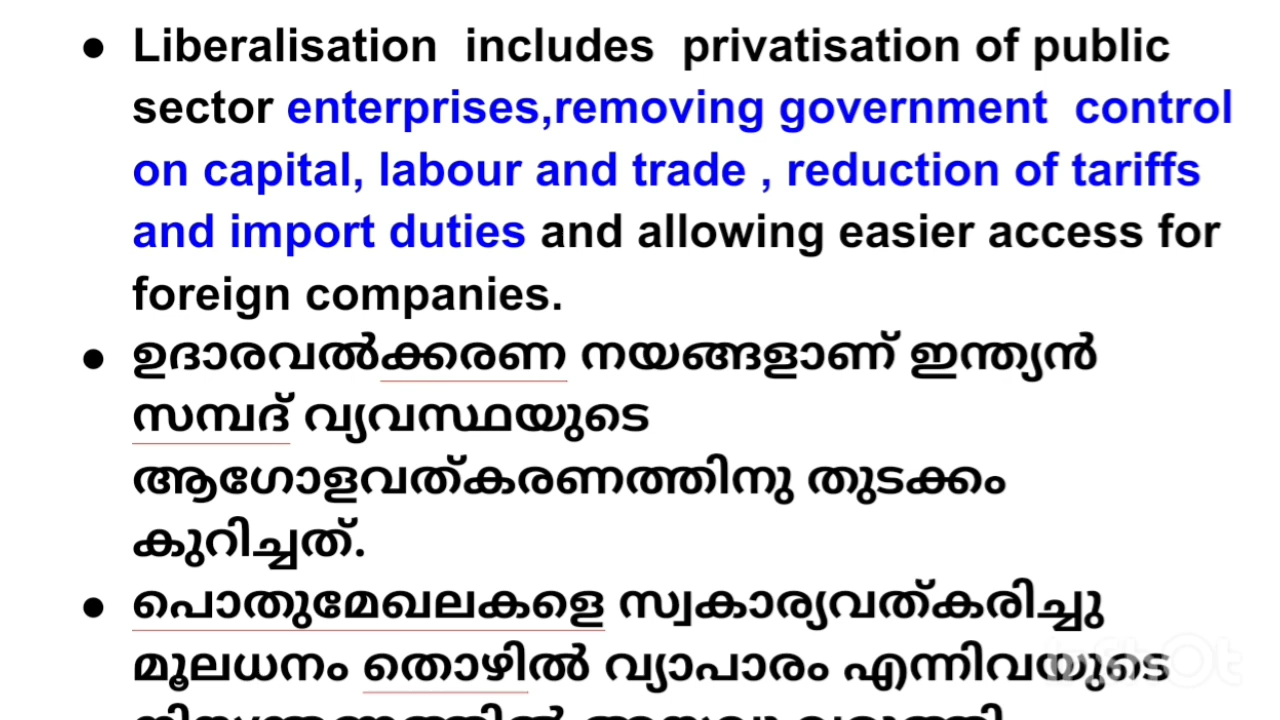 ● Liberalisation includes privatisation of public
sector enterprises,removing government control
on capital, labour and trade , reduction of tariffs
and import duties and allowing easier access for
foreign companies.
● ഉദാരവൽക്കരണ നയങ്ങളാണ് ഇന്ത്യൻ
സമ്പദ് വ്യവസ്ഥയുടെ
ആഗോളവത്കരണത്തിനു തുടക്കം
കുറിച്ചത്.
● പൊതുമേഖലകളെ സ്വകാര്യവത്കരിച്ചു
മൂലധനം തൊഴിൽ വ്യാപാരം എന്നിവയുടെ